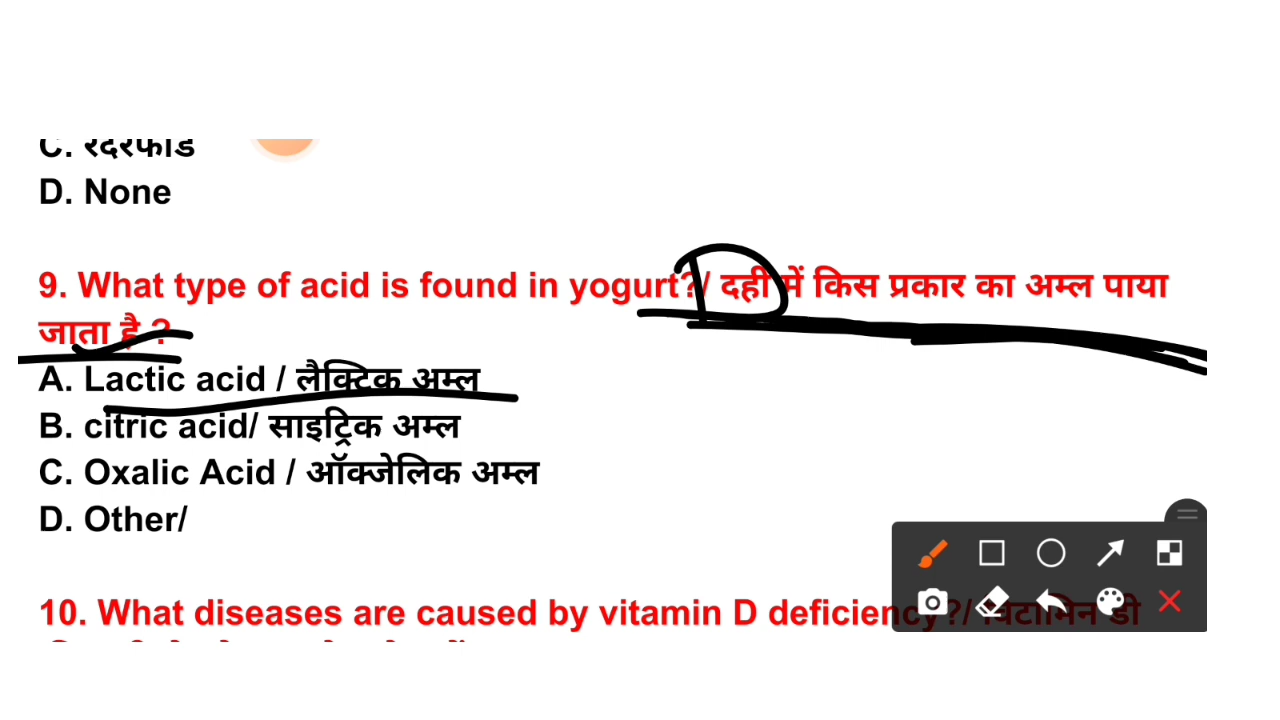 C. रदरफोर्ड
D. None
9. What type of acid is found in yogurt?/ दही में किस प्रकार का अम्ल पाया
जाता है ?
A. Lactic acid / लैक्टिक अम्ल
B. citric acid/ साइट्रिक अम्ल
C. Oxalic Acid / ऑक्जेलिक अम्ल
D. Other/
10. What diseases are caused by vitamin D deficiency?/ विटामिन डी